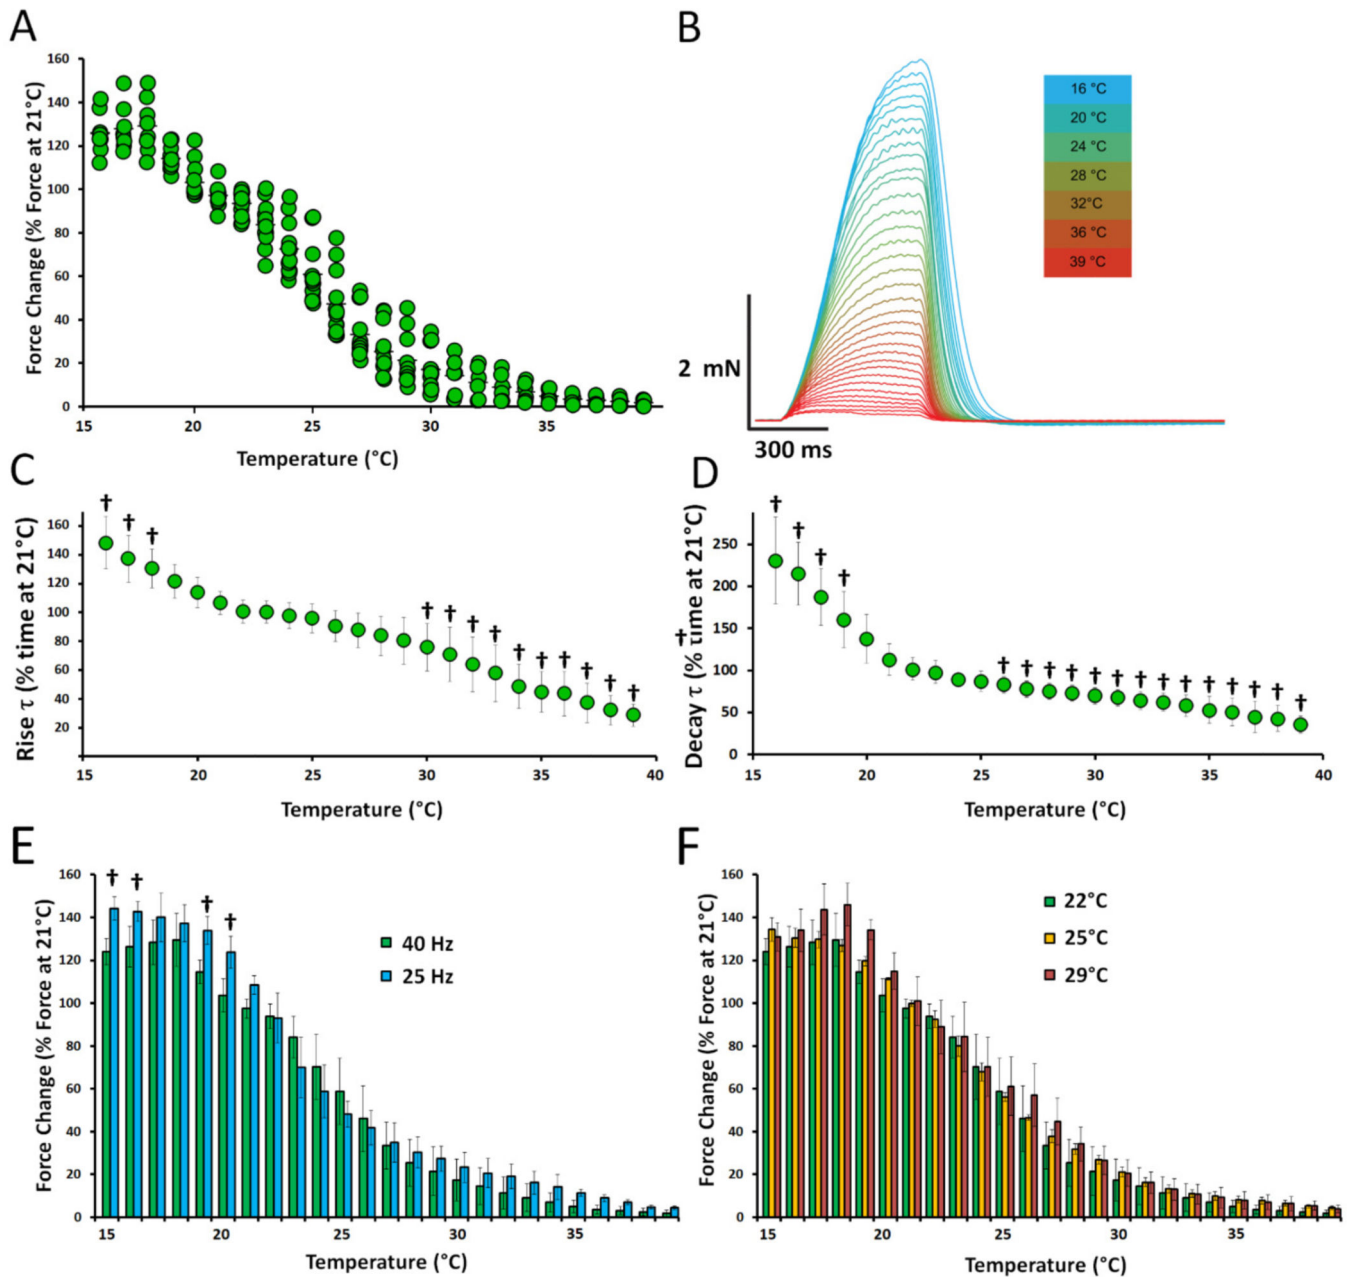 A
160
140
120
100
80
60
40
20
0
Force Change (% Force at 21°C)
15
20
25
30
35
Temperature (°C)
B
16 °C
20 °C
24 °C
28 °C
32°C
36 °C
39 °C
2 mN
300 ms
C
160
140
120
100
80
60
40
20
Rise τ (% time at 21°C)
† † † † † † † † † † † † †
15
20
25
30
35
40
Temperature (°C)
D
250
200
150
100
50
0
Decay τ (% time at 21°C)
†
† † † † † † † † † † † † † † † † † †
15
20
25
30
35
40
Temperature (°C)
E
160
140
120
100
80
60
40
20
0
Force Change (% Force at 21°C)
† † † †
40 Hz
25 Hz
15
20
25
30
35
Temperature (°C)
F
160
140
120
100
80
60
40
20
0
Force Change (% Force at 21°C)
22°C
25°C
29°C
15
20
25
30
35
Temperature (°C)